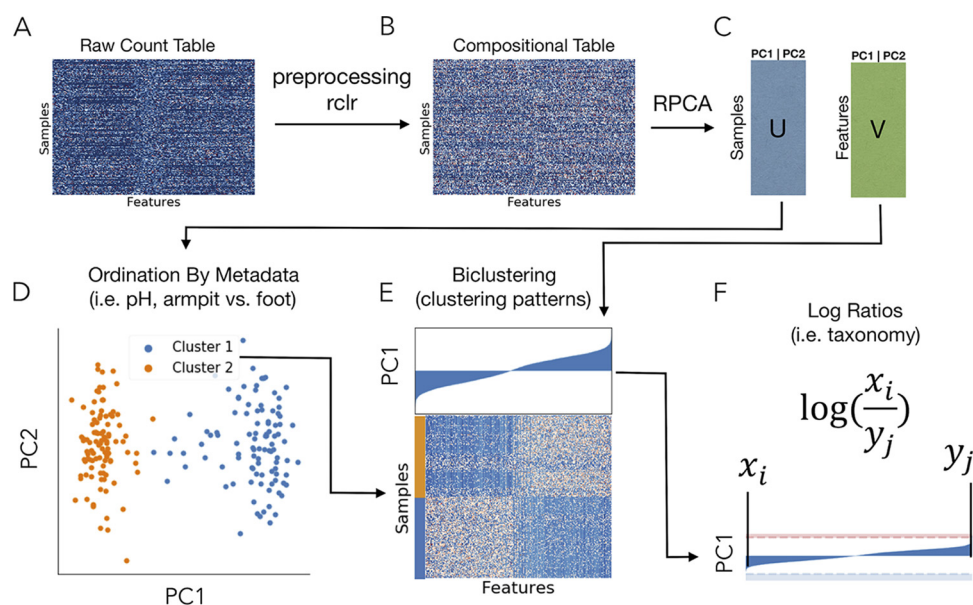 A
Raw Count Table
Samples
Features
preprocessing
rclr
B
Compositional Table
Samples
Features
RPCA
C
PC1 | PC2
Samples
U
PC1 | PC2
Features
V
D
Ordination By Metadata
(i.e. pH, armpit vs. foot)
Cluster 1
Cluster 2
PC2
PC1
E
Biclustering
(clustering patterns)
PC1
Samples
Features
F
Log Ratios
(i.e. taxonomy)
log(x_i/y_j)
x_i
y_j
PC1